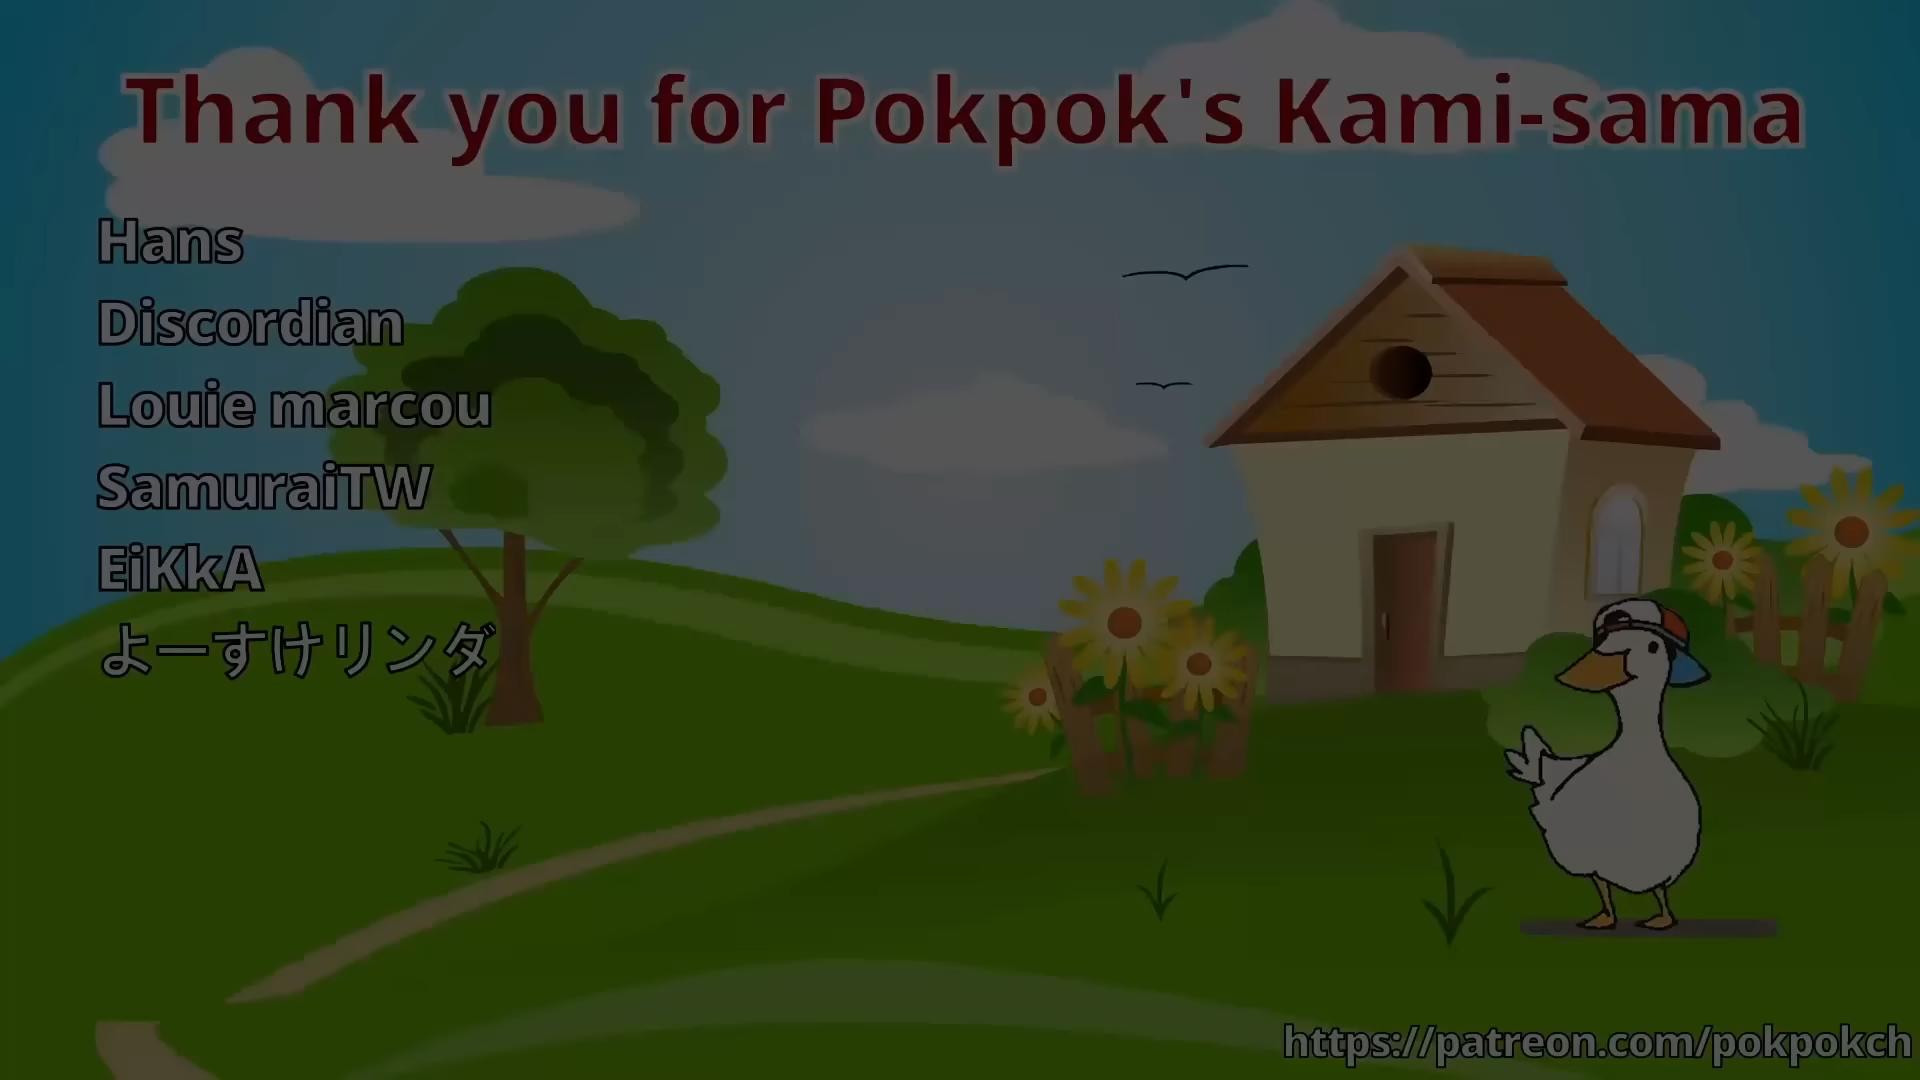 Thank you for Pokpok's Kami-sama
Hans
Discordian
Louie marcou
SamuraiTW
EiKkA
よーすけリンダ
https://patreon.com/pokpokch